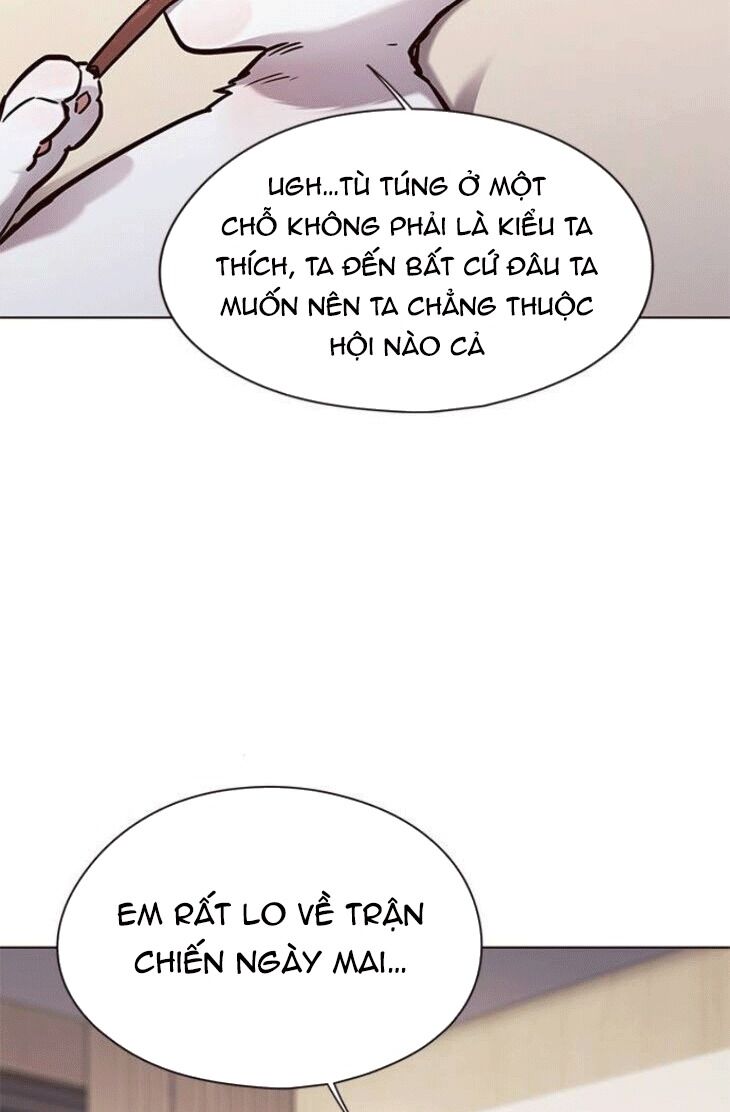 UGH...TÙ TÚNG Ở MỘT
CHỖ KHÔNG PHẢI LÀ KIỂU TA
THÍCH, TA ĐẾN BẤT CỨ ĐÂU TA
MUỐN NÊN TA CHẲNG THUỘC
HỘI NÀO CẢ
EM RẤT LO VỀ TRẬN
CHIẾN NGÀY MAI...